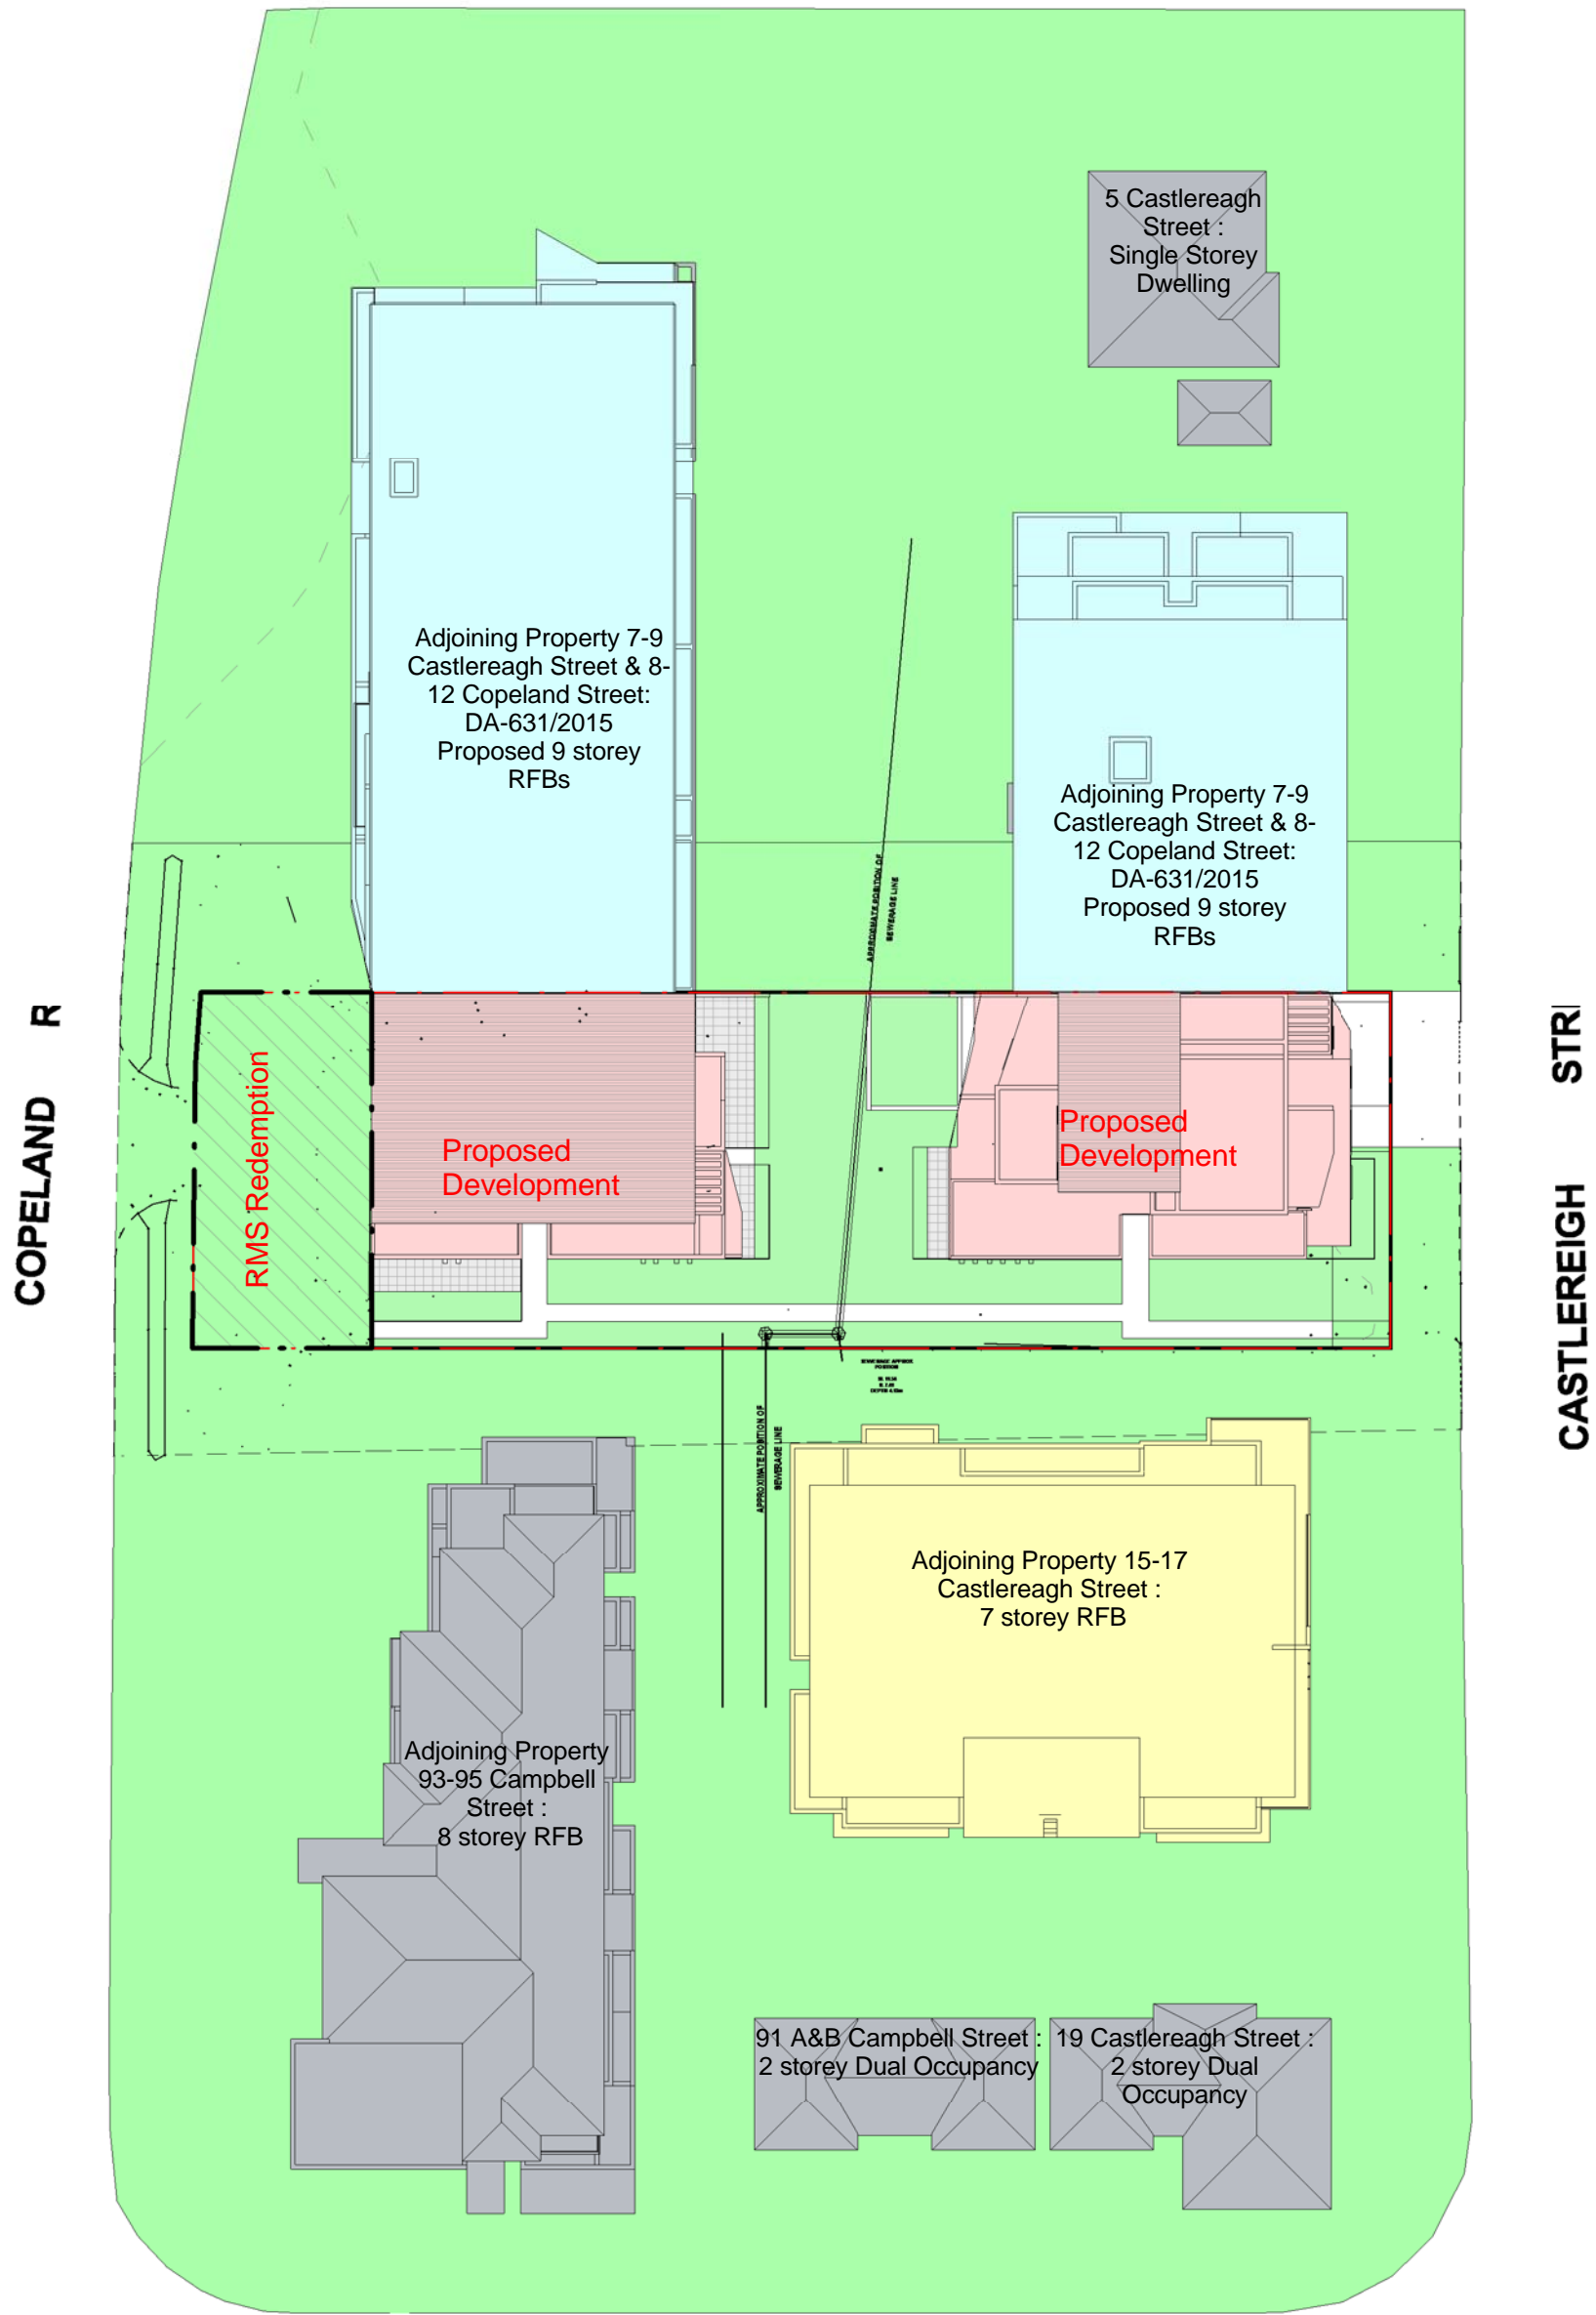 5 Castlereagh
Street :
Single Storey
Dwelling
Adjoining Property 7-9
Castlereagh Street & 8-
12 Copeland Street:
DA-631/2015
Proposed 9 storey
RFBs
Adjoining Property 7-9
Castlereagh Street & 8-
12 Copeland Street:
DA-631/2015
Proposed 9 storey
RFBs
APPROXIMATE POSITION OF
SEWERAGE LINE
COPELAND R
RMS Redemption
Proposed
Development
Proposed
Development
CASTLEREIGH STR
APPROXIMATE POSITION OF
SEWERAGE LINE
Adjoining Property 15-17
Castlereagh Street :
7 storey RFB
Adjoining Property
93-95 Campbell
Street :
8 storey RFB
91 A&B Campbell Street :
2 storey Dual Occupancy
19 Castlereagh Street :
2 storey Dual
Occupancy